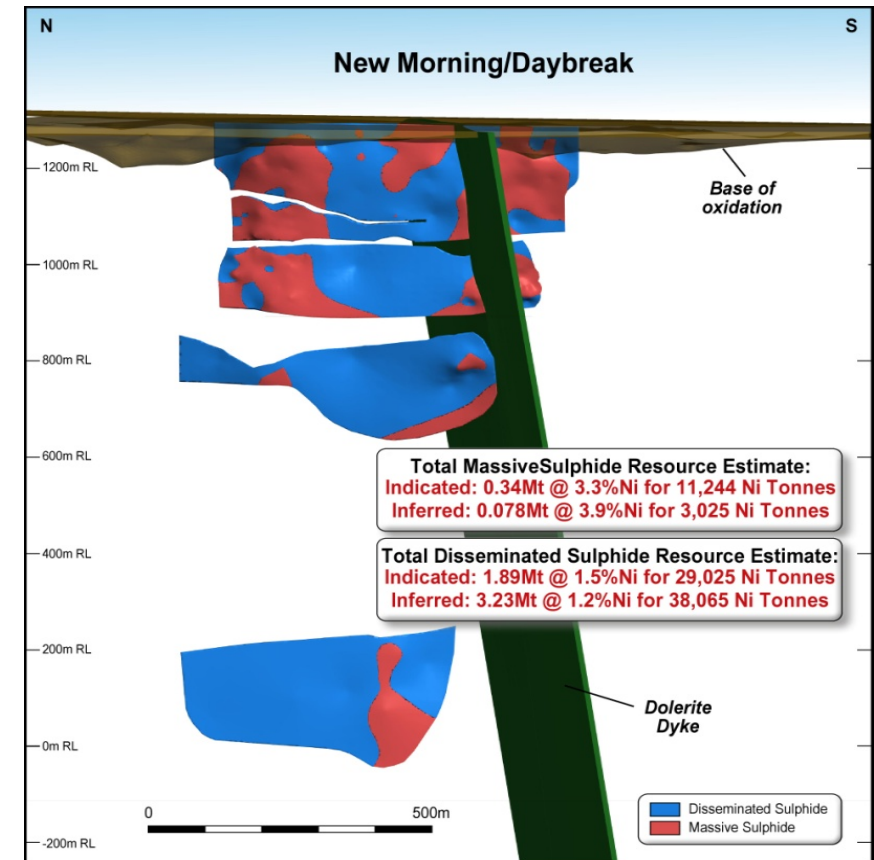 N
S
New Morning/Daybreak
1200m RL
Base of
oxidation
1000m RL
800m RL
600m RL
Total MassiveSulphide Resource Estimate:
Indicated: 0.34Mt @ 3.3%Ni for 11,244 Ni Tonnes
Inferred: 0.078Mt @ 3.9%Ni for 3,025 Ni Tonnes
400m RL
Total Disseminated Sulphide Resource Estimate:
Indicated: 1.89Mt @ 1.5%Ni for 29,025 Ni Tonnes
Inferred: 3.23Mt @ 1.2%Ni for 38,065 Ni Tonnes
200m RL
Dolerite
Dyke
0m RL
0
500m
Disseminated Sulphide
Massive Sulphide
-200m RL